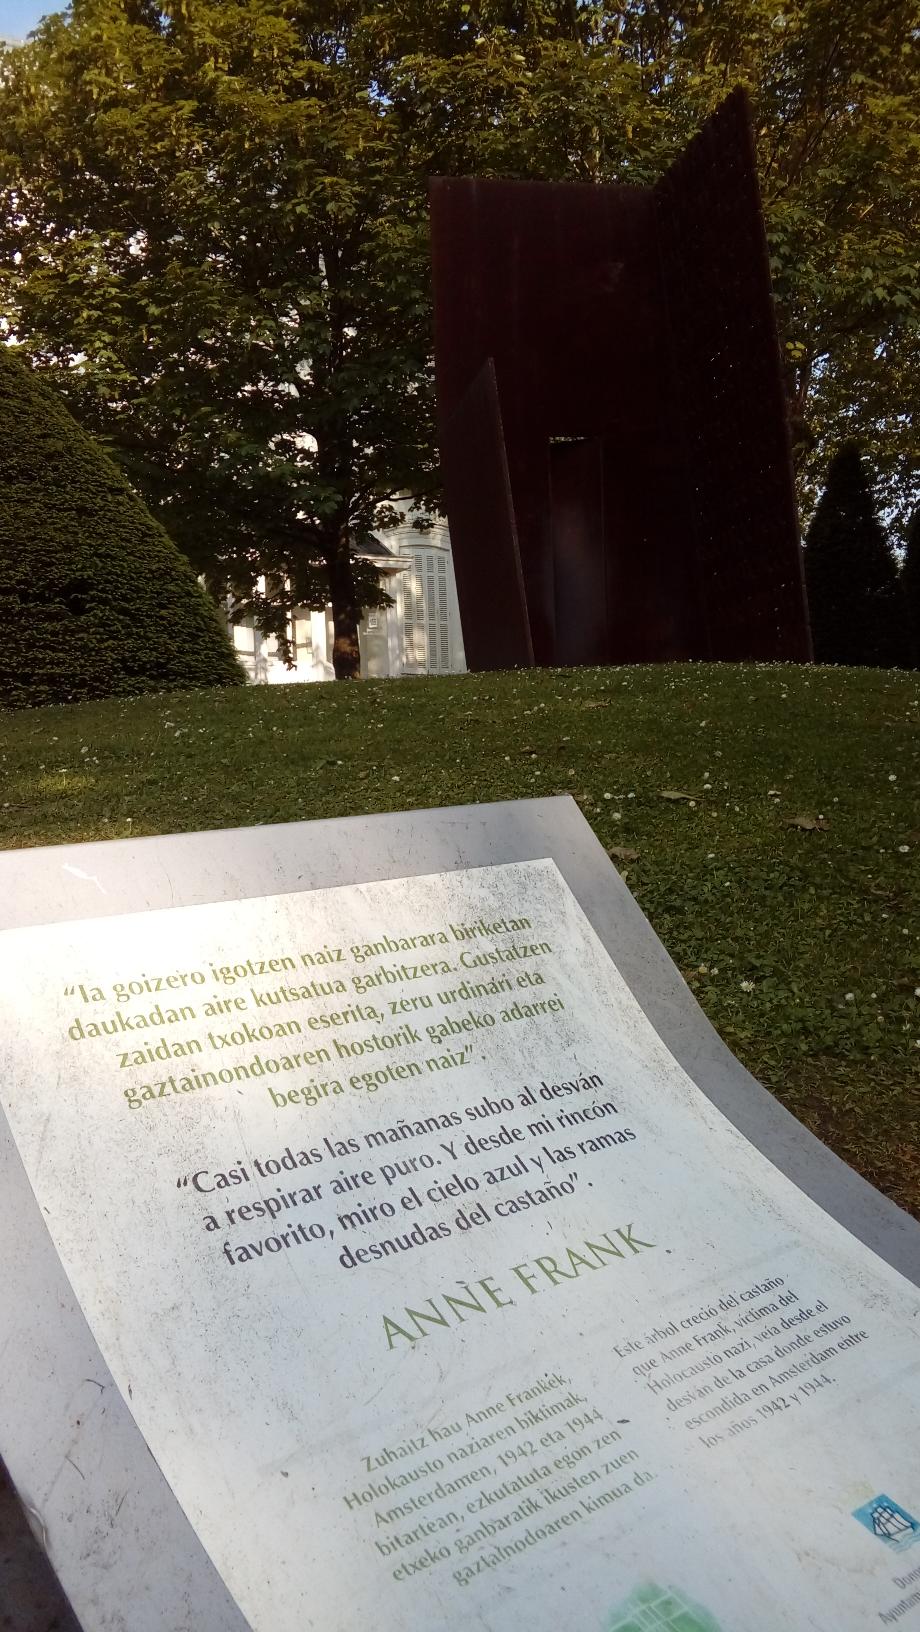 “Ia goizero igotzen naiz ganbarara biriketan
daukadan aire kutsatua garbitzera. Gustatzen
zaidan txokoan eserita, zeru urdinari eta
gaztainondoaren hostorik gabeko adarrei
begira egoten naiz”.
“Casi todas las mañanas subo al desván
a respirar aire puro. Y desde mi rincón
favorito, miro el cielo azul y las ramas
desnudas del castaño”.
ANNE FRANK
Zuhaitz hau Anne Frankek,
Holokausto naziaren biktimak,
Amsterdamen, 1942 eta 1944
bitartean, ezkutatuta egon zen
etxeko ganbaratik ikusten zuen
gaztainodoaren kimua da.
Este árbol creció del castaño
que Anne Frank, víctima del
Holocausto nazi, veía desde el
desván de la casa donde estuvo
escondida en Amsterdam entre
los años 1942 y 1944.